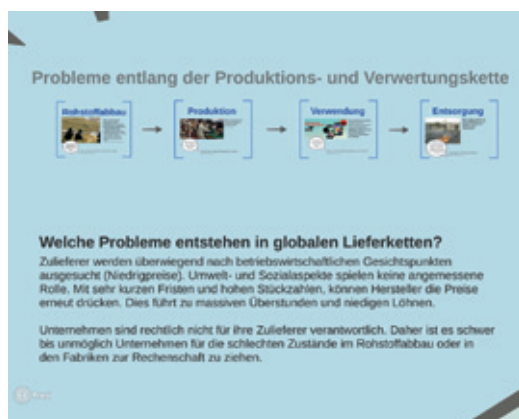 Probleme entlang der Produktions- und Verwertungskette
Rohstoffabbau
Produktion
Verwendung
Entsorgung
Welche Probleme entstehen in globalen Lieferketten?
Zulieferer werden überwiegend nach betriebswirtschaftlichen Gesichtspunkten
ausgesucht (Niedrigpreise). Umwelt- und Sozialaspekte spielen keine angemessene
Rolle. Mit sehr kurzen Fristen und hohen Stückzahlen, können Hersteller die Preise
erneut drücken. Dies führt zu massiven Überstunden und niedigen Löhnen.
Unternehmen sind rechtlich nicht für ihre Zulieferer verantwortlich. Daher ist es schwer
bis unmöglich Unternehmen für die schlechten Zustände im Rohstoffabbau oder in
den Fabriken zur Rechenschaft zu ziehen.